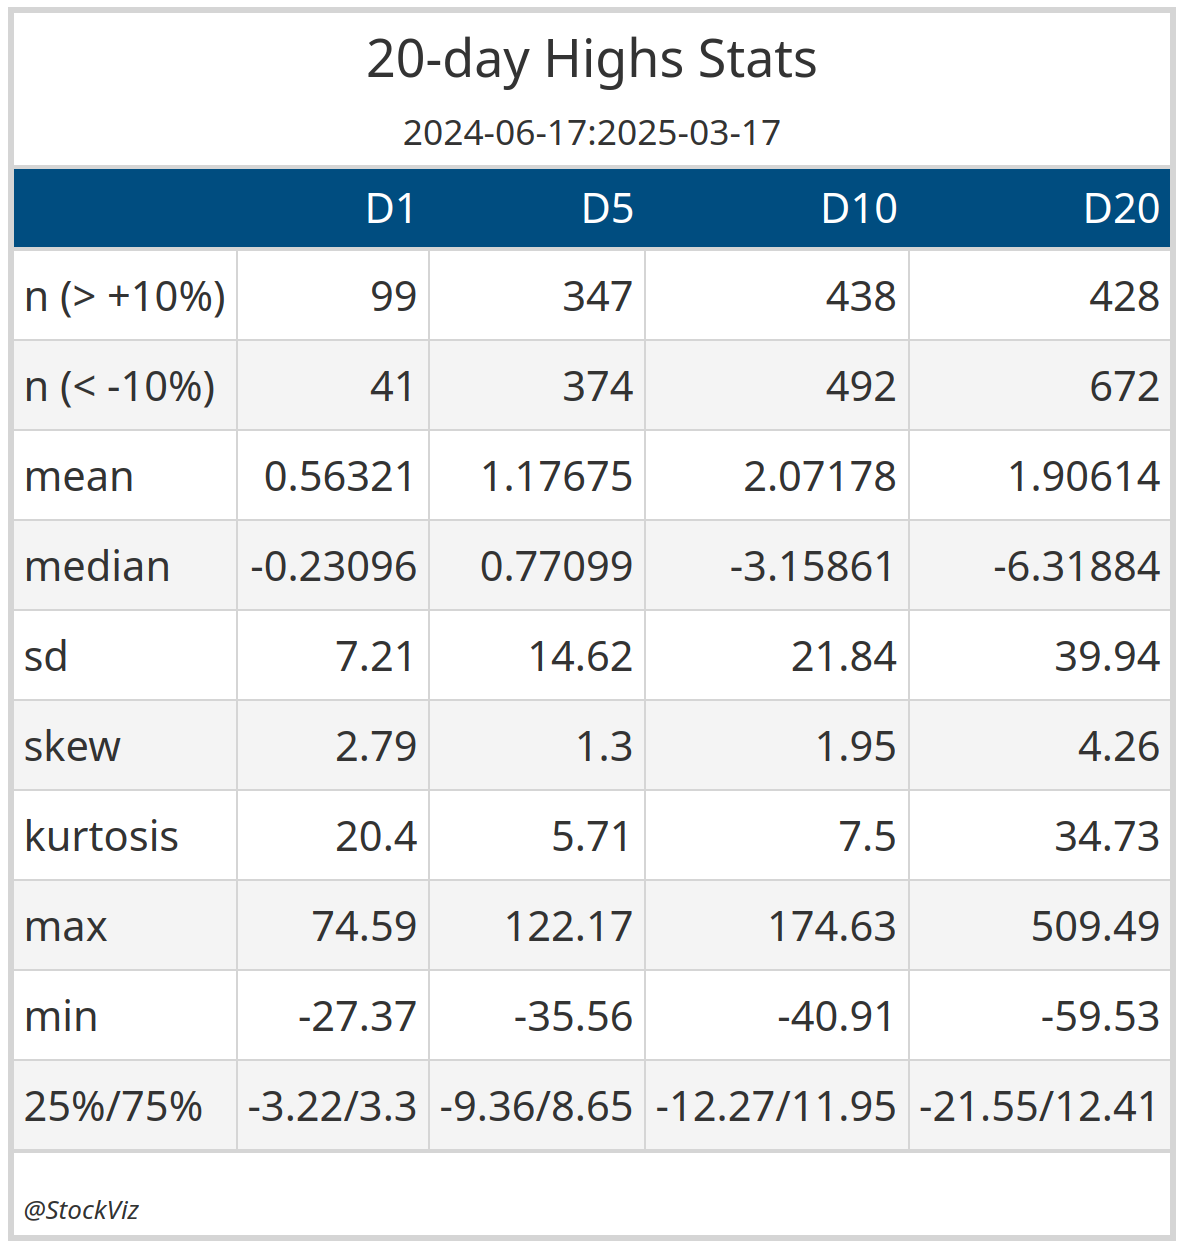 20-day Highs Stats
2024-06-17:2025-03-17
D1 D5 D10 D20
n (> +10%) 99 347 438 428
n (< -10%) 41 374 492 672
mean 0.56321 1.17675 2.07178 1.90614
median -0.23096 0.77099 -3.15861 -6.31884
sd 7.21 14.62 21.84 39.94
skew 2.79 1.3 1.95 4.26
kurtosis 20.4 5.71 7.5 34.73
max 74.59 122.17 174.63 509.49
min -27.37 -35.56 -40.91 -59.53
25%/75% -3.22/3.3 -9.36/8.65 -12.27/11.95 -21.55/12.41
@StockViz